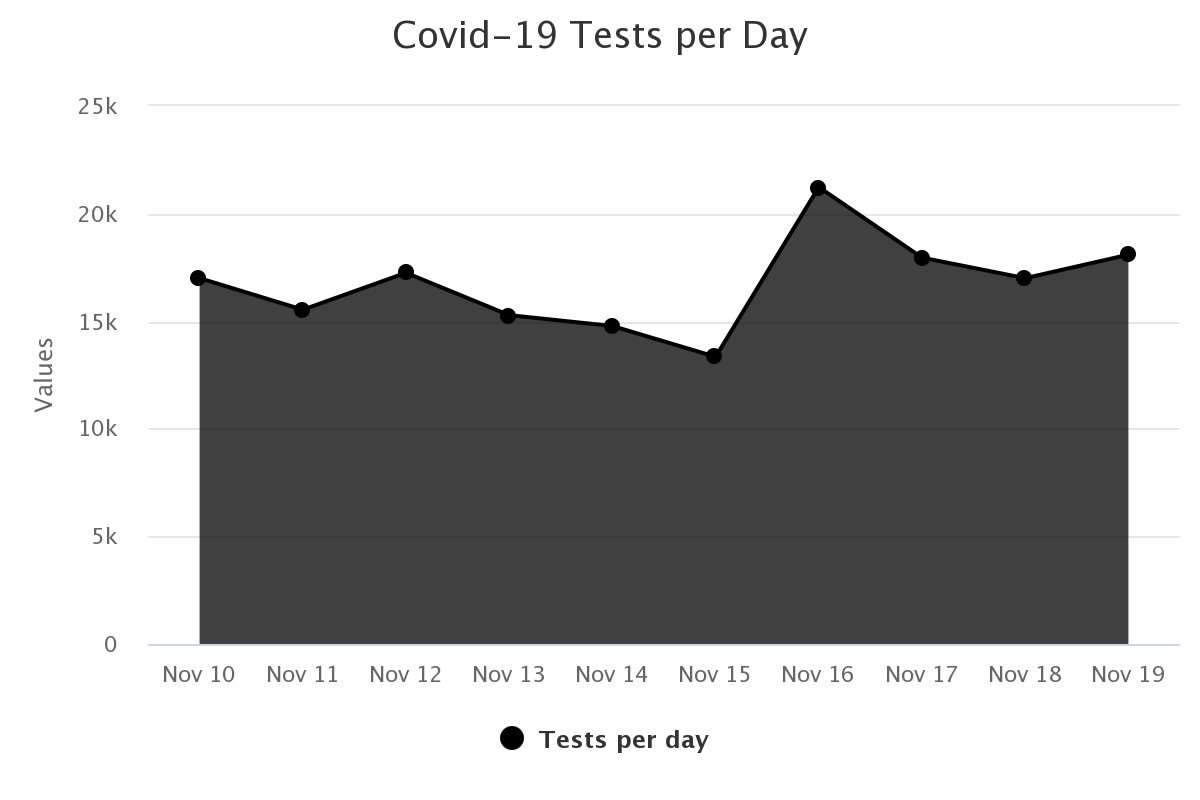 Covid–19 Tests per Day
25k
20k
15k
10k
5k
0
Values
Nov 10 Nov 11 Nov 12 Nov 13 Nov 14 Nov 15 Nov 16 Nov 17 Nov 18 Nov 19
Tests per day